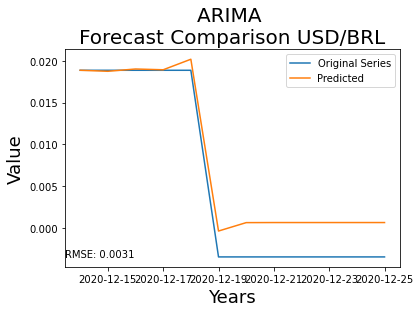 ARIMA
Forecast Comparison USD/BRL
Original Series
Predicted
0.020
0.015
0.010
0.005
0.000
Value
RMSE: 0.0031
2020-12-15 2020-12-17 2020-12-19 2020-12-21 2020-12-23 2020-12-25
Years